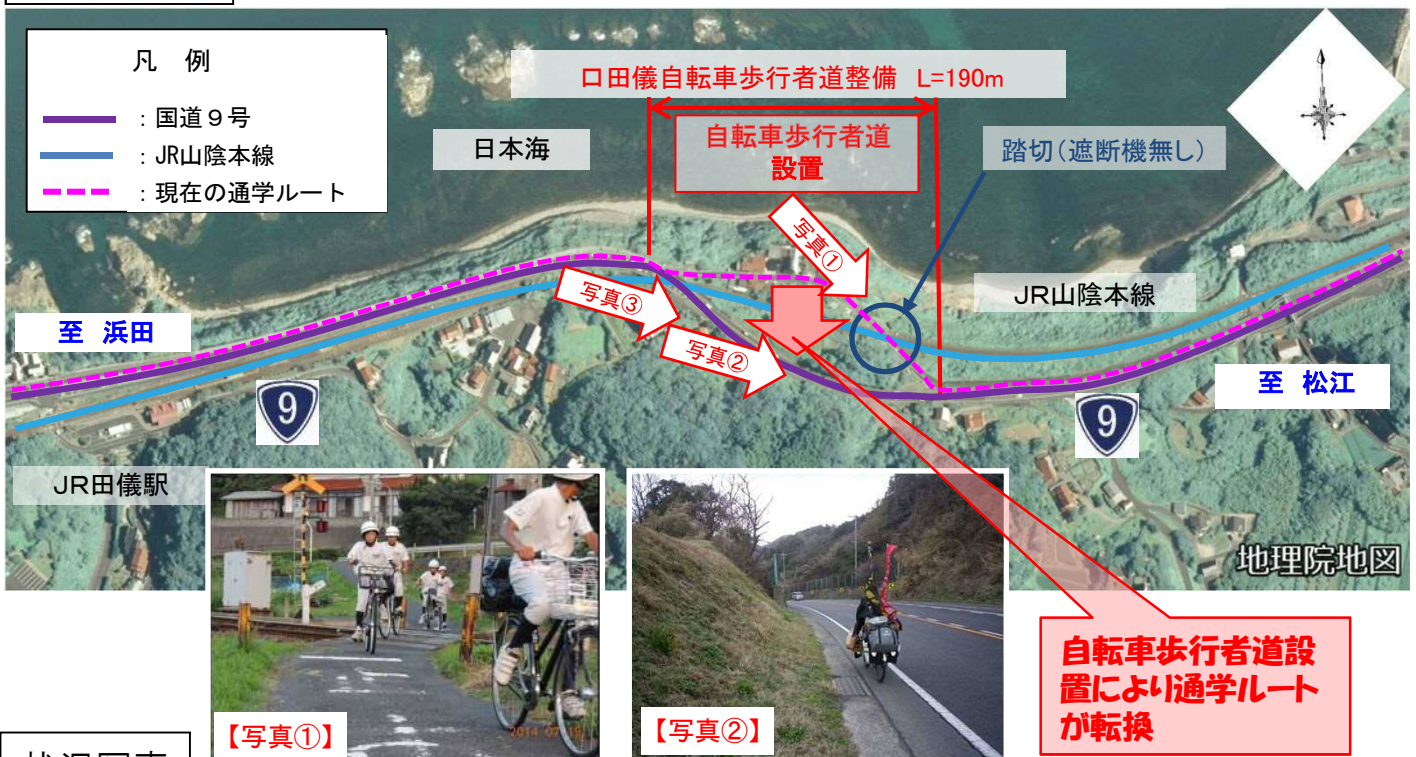 凡 例
：国道９号
：JR山陰本線
：現在の通学ルート
口田儀自転車歩行者道整備 L=190m
自転車歩行者道
設置
日本海
踏切(遮断機無し)
写真①
写真③
写真②
JR山陰本線
至 浜田
至 松江
9
9
JR田儀駅
地理院地図
自転車歩行者道設
置により通学ルート
が転換
2014 07 19
【写真①】
【写真②】